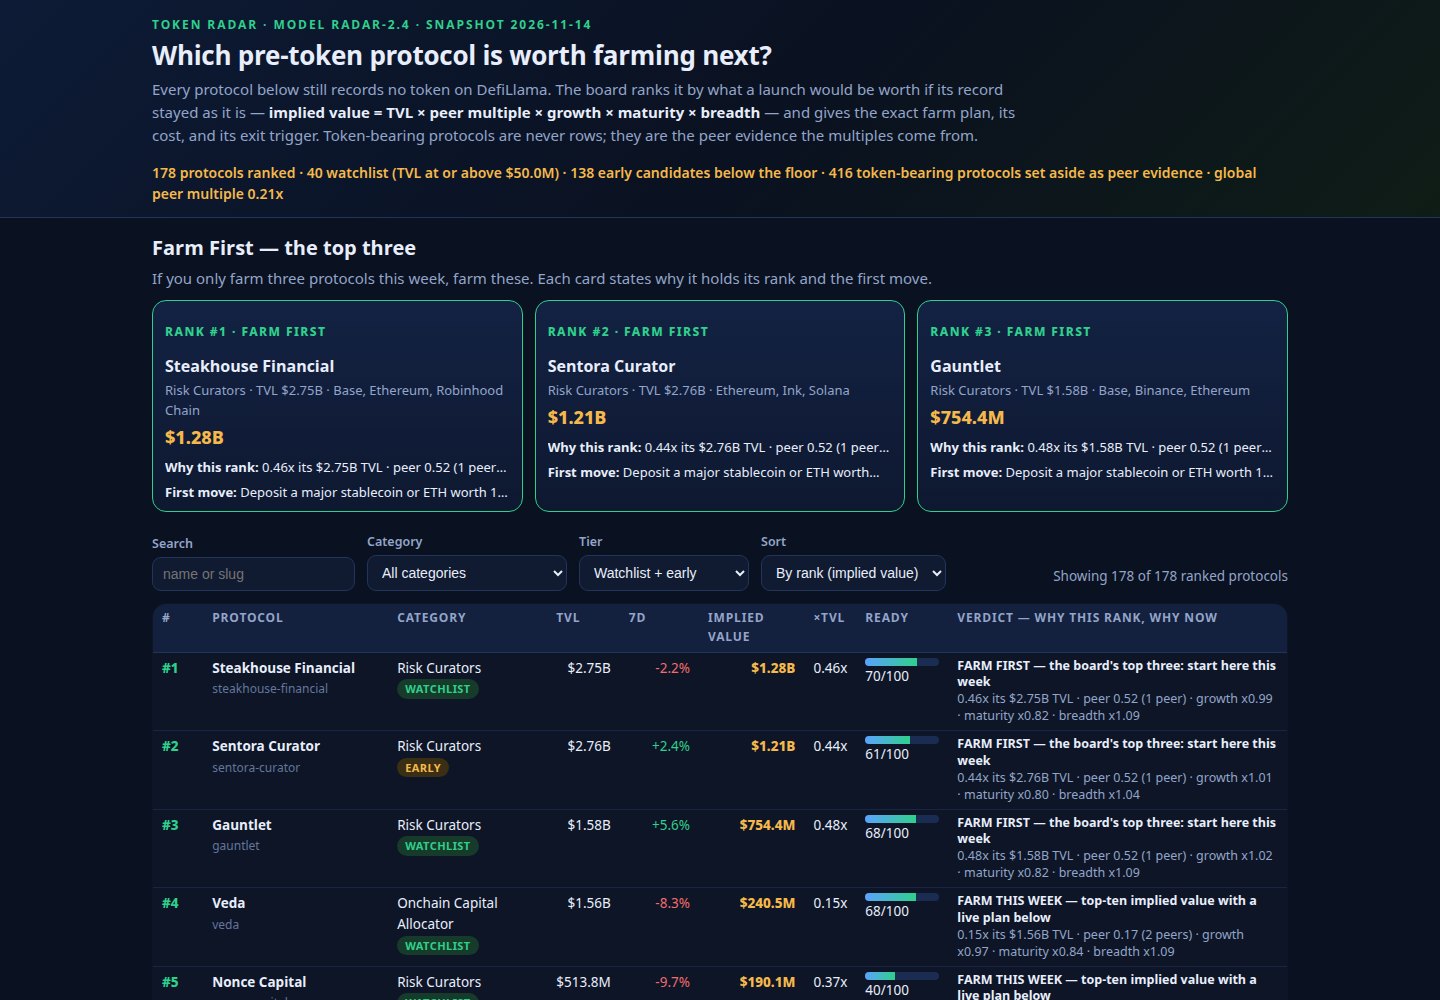 TOKEN RADAR · MODEL RADAR-2.4 · SNAPSHOT 2026-11-14
Which pre-token protocol is worth farming next?
Every protocol below still records no token on DefiLlama. The board ranks it by what a launch would be worth if its record
stayed as it is — implied value = TVL × peer multiple × growth × maturity × breadth — and gives the exact farm plan, its
cost, and its exit trigger. Token-bearing protocols are never rows; they are the peer evidence the multiples come from.
178 protocols ranked · 40 watchlist (TVL at or above $50.0M) · 138 early candidates below the floor · 416 token-bearing protocols set aside as peer evidence · global
peer multiple 0.21x
Farm First — the top three
If you only farm three protocols this week, farm these. Each card states why it holds its rank and the first move.
RANK #1 · FARM FIRST
Steakhouse Financial
Risk Curators · TVL $2.75B · Base, Ethereum, Robinhood
Chain
$1.28B
Why this rank: 0.46x its $2.75B TVL · peer 0.52 (1 peer...
First move: Deposit a major stablecoin or ETH worth 1...
RANK #2 · FARM FIRST
Sentora Curator
Risk Curators · TVL $2.76B · Ethereum, Ink, Solana
$1.21B
Why this rank: 0.44x its $2.76B TVL · peer 0.52 (1 peer...
First move: Deposit a major stablecoin or ETH worth...
RANK #3 · FARM FIRST
Gauntlet
Risk Curators · TVL $1.58B · Base, Binance, Ethereum
$754.4M
Why this rank: 0.48x its $1.58B TVL · peer 0.52 (1 peer...
First move: Deposit a major stablecoin or ETH worth 1...
Search
name or slug
Category
All categories
Tier
Watchlist + early
Sort
By rank (implied value)
Showing 178 of 178 ranked protocols
# PROTOCOL CATEGORY TVL 7D IMPLIED VALUE ×TVL READY VERDICT — WHY THIS RANK, WHY NOW
#1 Steakhouse Financial Risk Curators $2.75B -2.2% $1.28B 0.46x 70/100
steakhouse-financial WATCHLIST
FARM FIRST — the board's top three: start here this
week
0.46x its $2.75B TVL · peer 0.52 (1 peer) · growth x0.99
· maturity x0.82 · breadth x1.09
#2 Sentora Curator Risk Curators $2.76B +2.4% $1.21B 0.44x 61/100
sentora-curator EARLY
FARM FIRST — the board's top three: start here this
week
0.44x its $2.76B TVL · peer 0.52 (1 peer) · growth x1.01
· maturity x0.80 · breadth x1.04
#3 Gauntlet Risk Curators $1.58B +5.6% $754.4M 0.48x 68/100
gauntlet WATCHLIST
FARM FIRST — the board's top three: start here this
week
0.48x its $1.58B TVL · peer 0.52 (1 peer) · growth x1.02
· maturity x0.82 · breadth x1.09
#4 Veda Onchain Capital $1.56B -8.3% $240.5M 0.15x 68/100
veda Allocator
WATCHLIST
FARM THIS WEEK — top-ten implied value with a
live plan below
0.15x its $1.56B TVL · peer 0.17 (2 peers) · growth
x0.97 · maturity x0.84 · breadth x1.09
#5 Nonce Capital Risk Curators $513.8M -9.7% $190.1M 0.37x 40/100
FARM THIS WEEK — top-ten implied value with a
live plan below